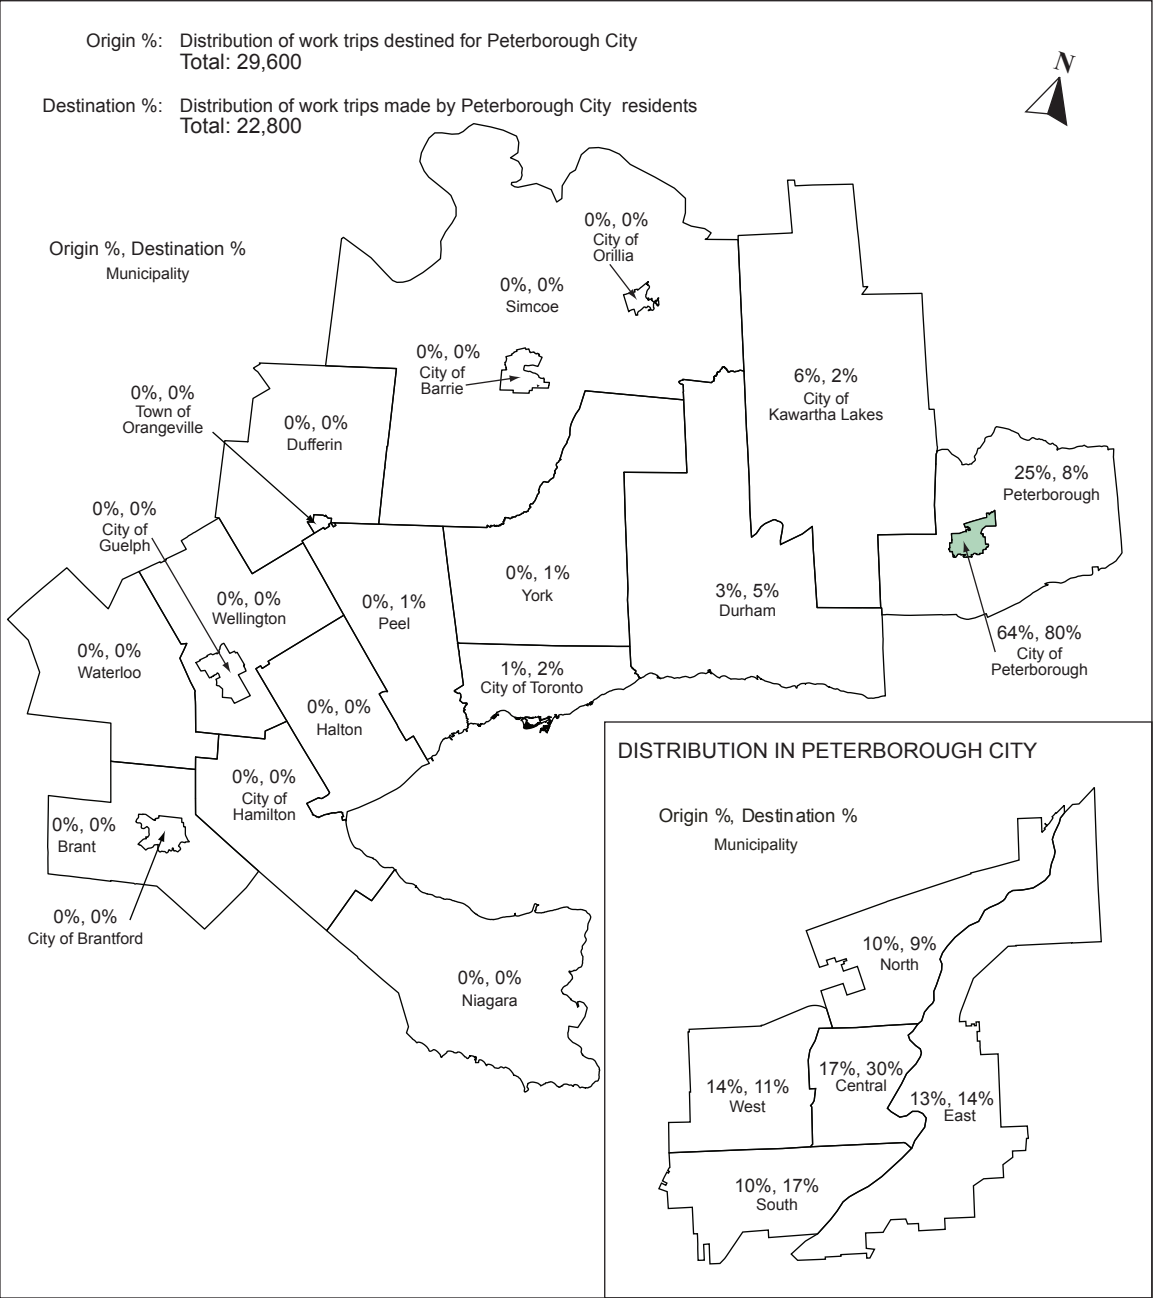 Origin %: Distribution of work trips destined for Peterborough City
Total: 29,600
Destination %: Distribution of work trips made by Peterborough City residents
Total: 22,800
N
Origin %, Destination %
Municipality
0%, 0%
City of
Orillia
0%, 0%
Simcoe
0%, 0%
City of
Barrie
6%, 2%
City of
Kawartha Lakes
0%, 0%
Town of
Orangeville
0%, 0%
Dufferin
25%, 8%
Peterborough
0%, 0%
City of
Guelph
0%, 0%
Wellington
0%, 1%
Peel
0%, 1%
York
3%, 5%
Durham
64%, 80%
City of
Peterborough
0%, 0%
Waterloo
1%, 2%
City of Toronto
0%, 0%
Halton
0%, 0%
City of
Hamilton
0%, 0%
Brant
0%, 0%
City of Brantford
0%, 0%
Niagara
DISTRIBUTION IN PETERBOROUGH CITY
Origin %, Destination %
Municipality
10%, 9%
North
14%, 11%
West
17%, 30%
Central
13%, 14%
East
10%, 17%
South